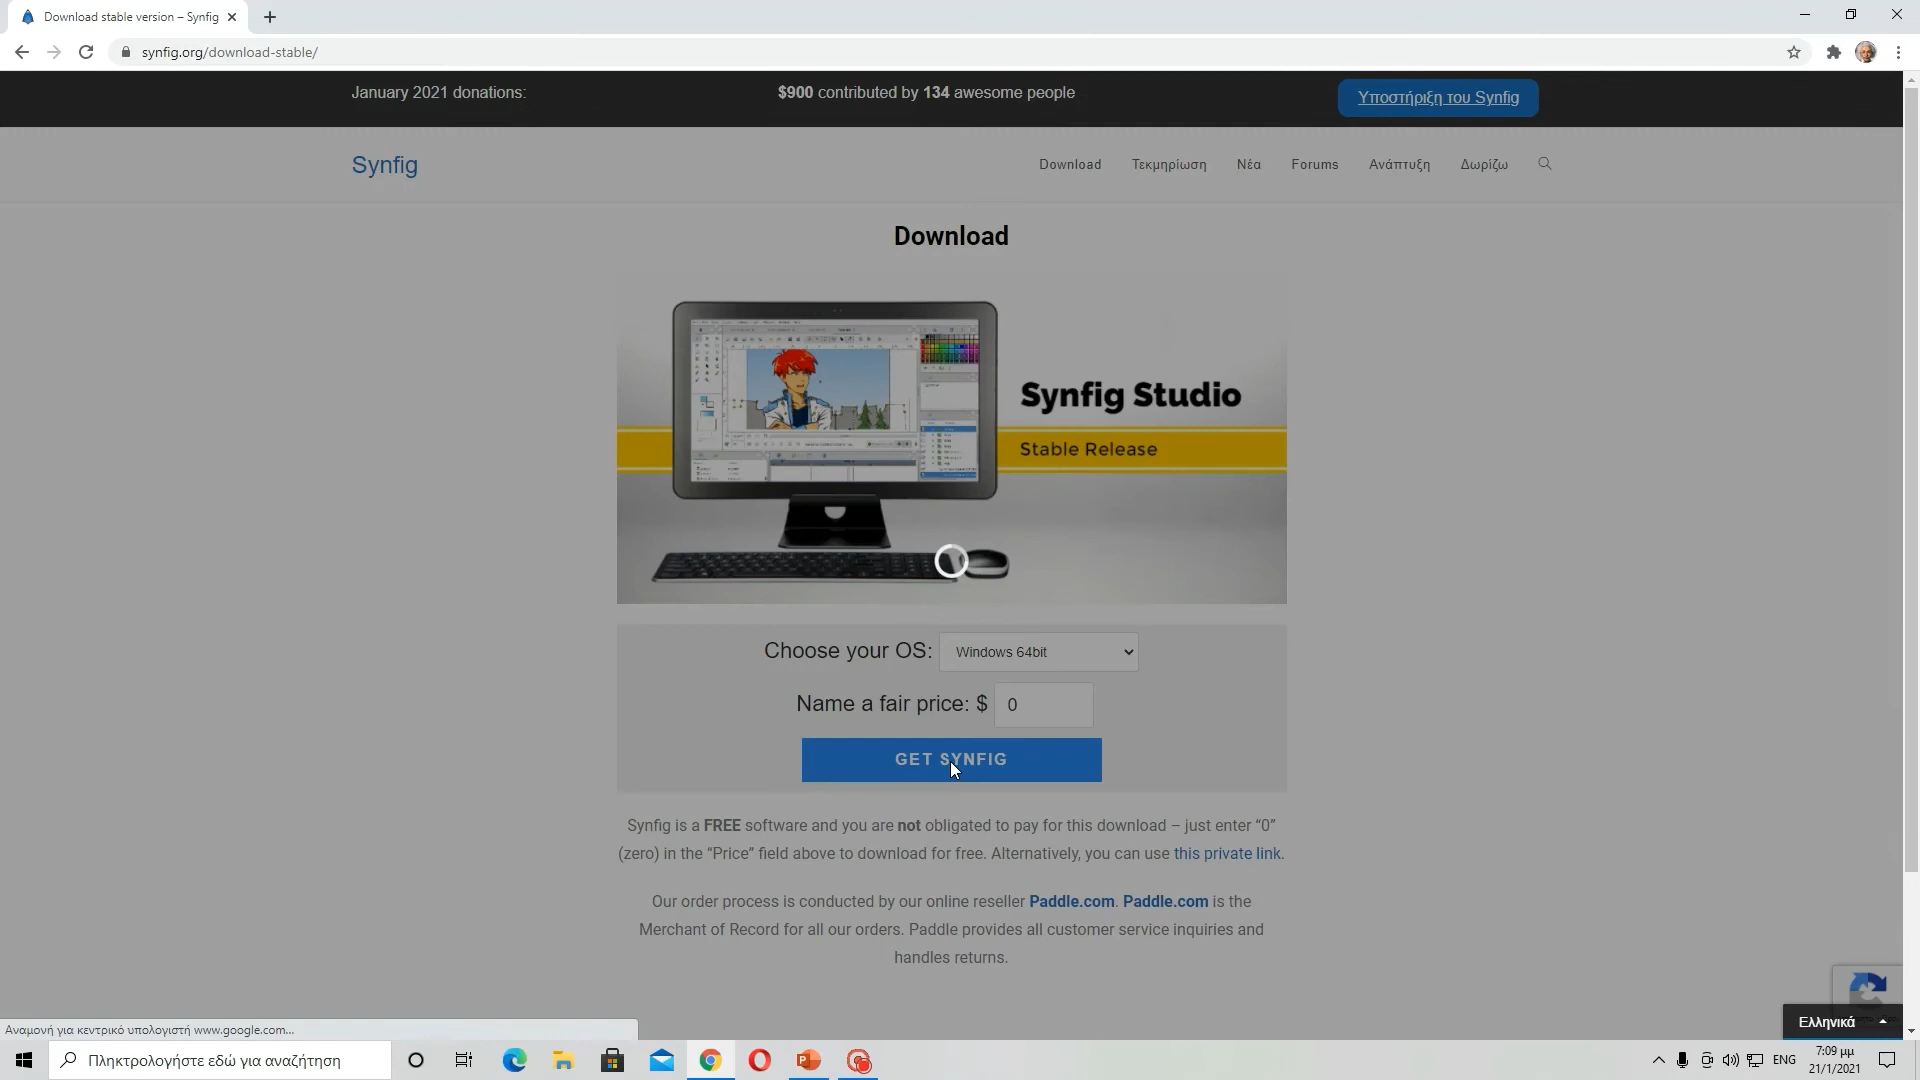 Download stable version – Synfig
synfig.org/download-stable/
January 2021 donations:
$900 contributed by 134 awesome people
Υποστήριξη του Synfig
Synfig
Download
Τεκμηρίωση
Νέα
Forums
Ανάπτυξη
Δωρίζω
Download
Synfig Studio
Stable Release
Choose your OS: Windows 64bit
Name a fair price: $ 0
GET SYNFIG
Synfig is a FREE software and you are not obligated to pay for this download – just enter “0”
(zero) in the “Price” field above to download for free. Alternatively, you can use this private link.
Our order process is conducted by our online reseller Paddle.com. Paddle.com is the
Merchant of Record for all our orders. Paddle provides all customer service inquiries and
handles returns.
Ελληνικά
Αναμονή για κεντρικό υπολογιστή www.google.com...
Πληκτρολογήστε εδώ για αναζήτηση
ENG
7:09 μμ
21/1/2021